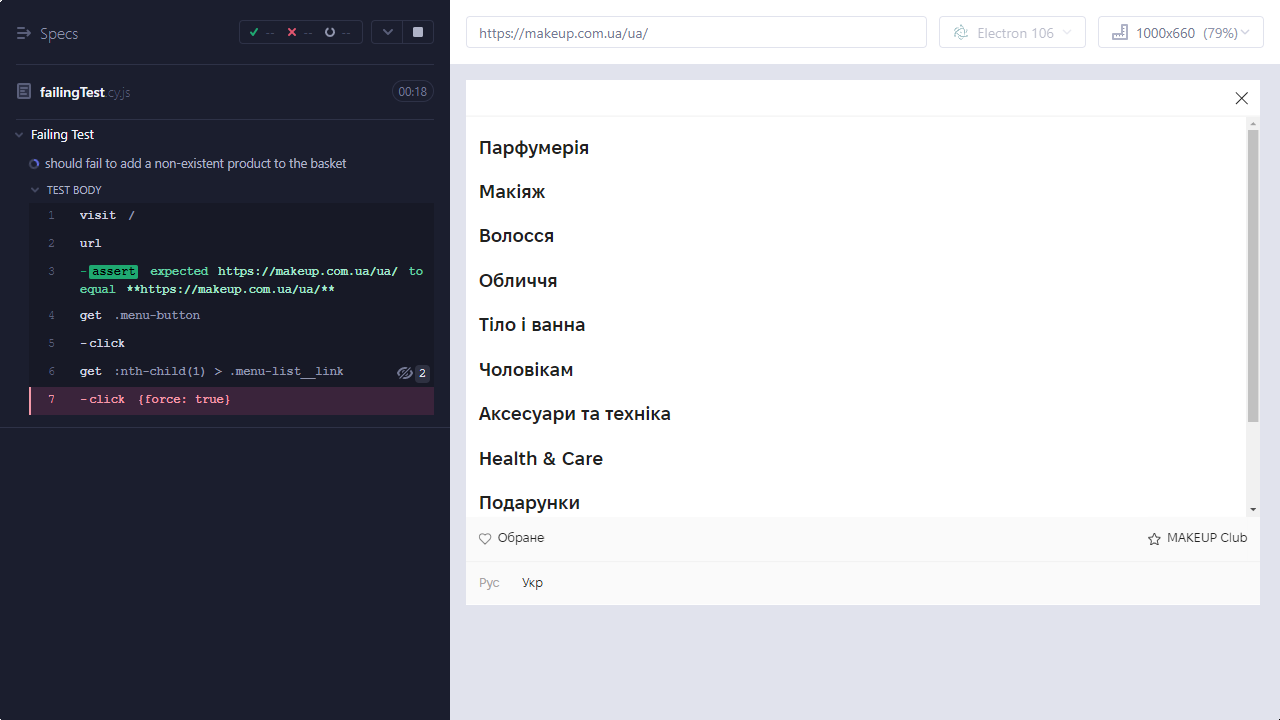 Specs
-- -- --
failingTest.cy.js 00:18
Failing Test
should fail to add a non-existent product to the basket
TEST BODY
1 visit /
2 url
3 -assert expected https://makeup.com.ua/ua/ to
equal **https://makeup.com.ua/ua/**
4 get .menu-button
5 -click
6 get :nth-child(1) > .menu-list__link 2
7 -click {force: true}
https://makeup.com.ua/ua/
Electron 106
1000x660 (79%)
Парфумерія
Макіяж
Волосся
Обличчя
Тіло і ванна
Чоловікам
Аксесуари та техніка
Health & Care
Подарунки
Обране
MAKEUP Club
Рус Укр